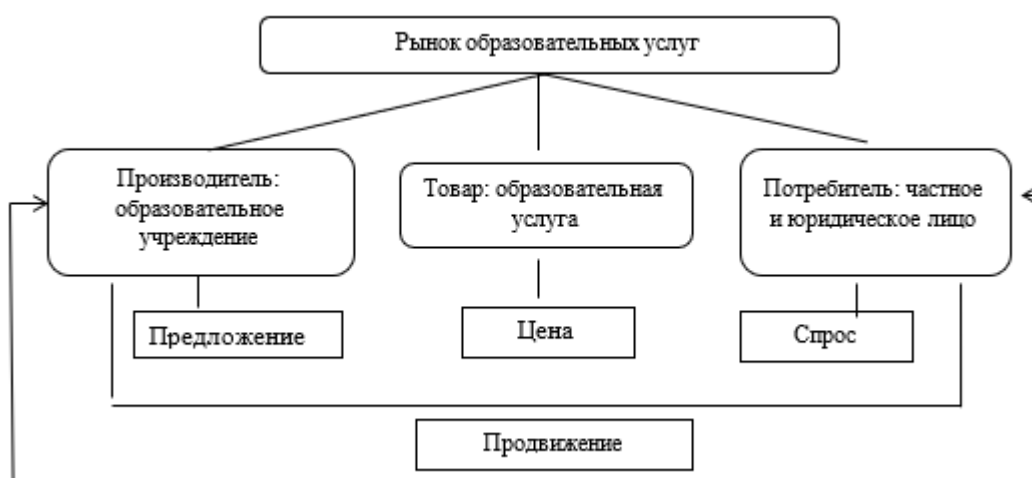 Рынок образовательных услуг
Производитель:
образовательное
учреждение
Товар: образовательная
услуга
Потребитель: частное
и юридическое лицо
Предложение
Цена
Спрос
Продвижение